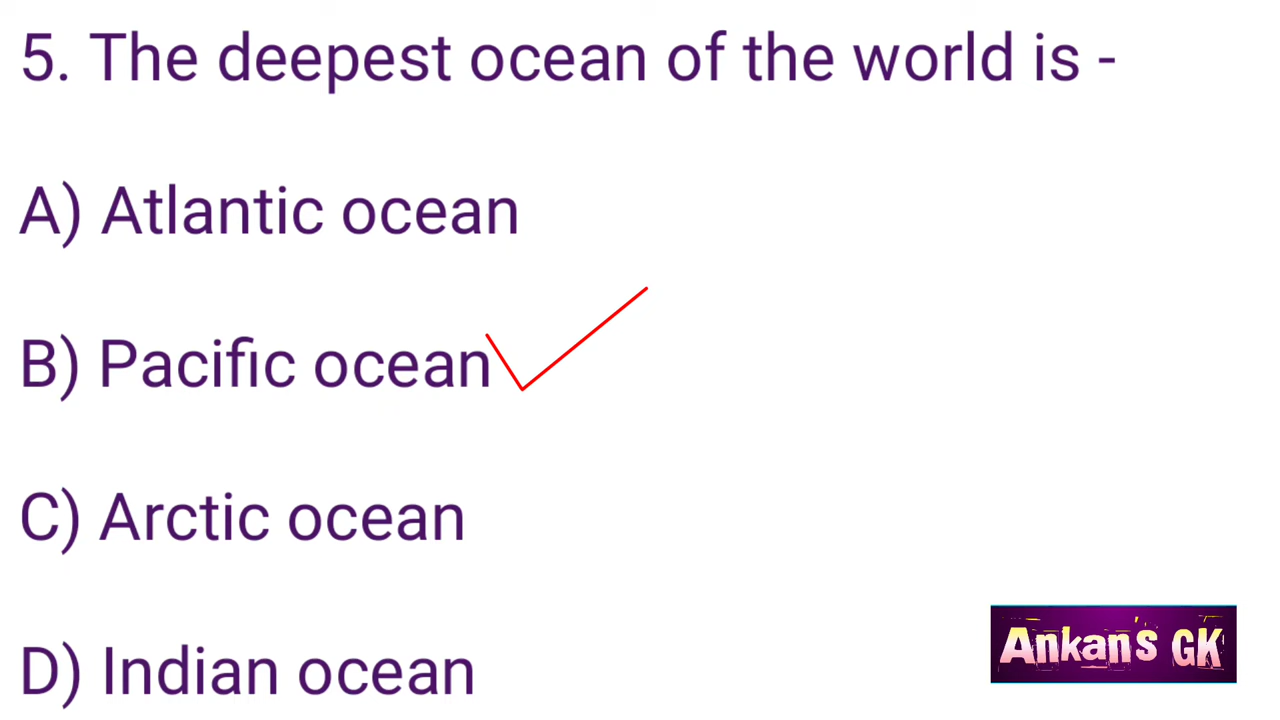 5. The deepest ocean of the world is -
A) Atlantic ocean
B) Pacific ocean
C) Arctic ocean
D) Indian ocean
Ankan's GK